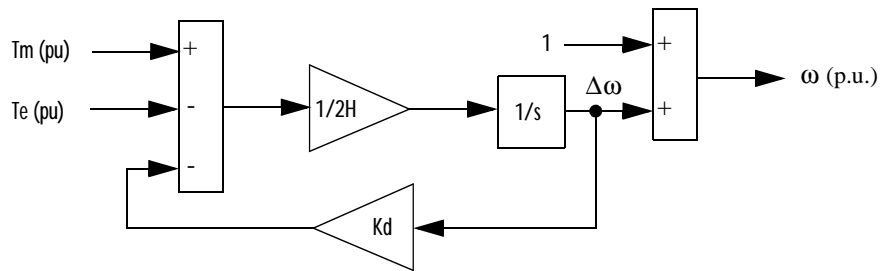 Tm (pu)
+
1
+
ω (p.u.)
Te (pu)
-
1/2H
1/s
Δω
+
-
Kd